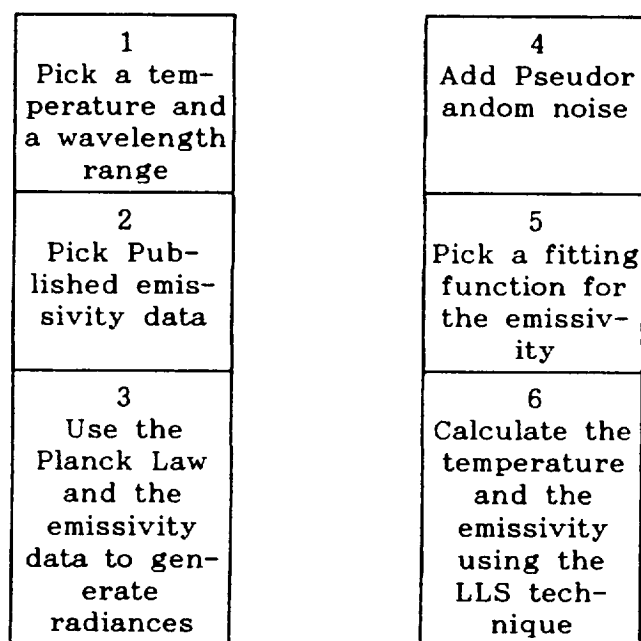 1
Pick a tem-
perature and
a wavelength
range
2
Pick Pub-
lished emis-
sivity data
3
Use the
Planck Law
and the
emissivity
data to gen-
erate
radiances
4
Add Pseudor
andom noise
5
Pick a fitting
function for
the emissiv-
ity
6
Calculate the
temperature
and the
emissivity
using the
LLS tech-
nique